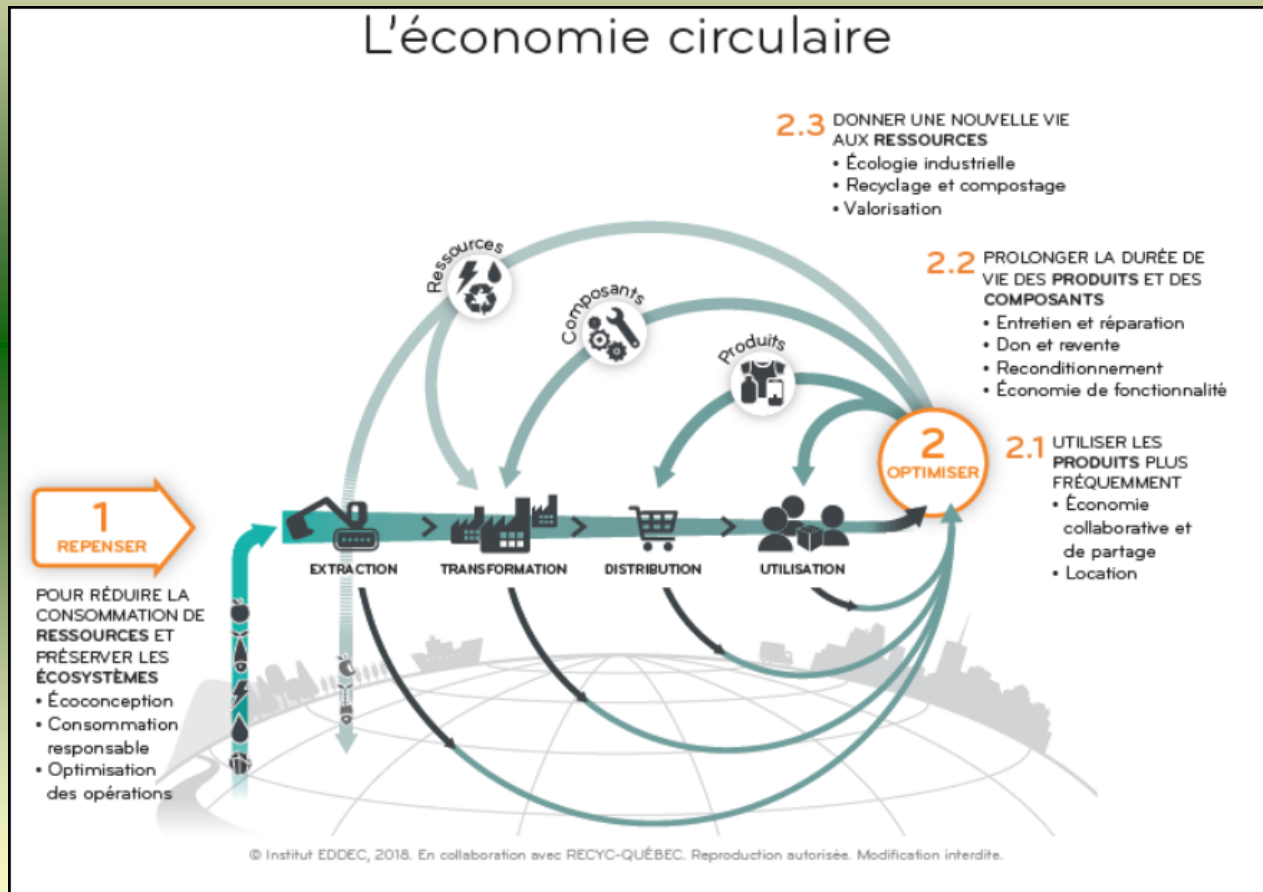 L'économie circulaire
2.3 DONNER UNE NOUVELLE VIE
AUX RESSOURCES
• Écologie industrielle
• Recyclage et compostage
• Valorisation
2.2 PROLONGER LA DURÉE DE
VIE DES PRODUITS ET DES
COMPOSANTS
• Entretien et réparation
• Don et revente
• Reconditionnement
• Économie de fonctionnalité
Ressources
Composants
Produits
2
OPTIMISER
2.1 UTILISER LES
PRODUITS PLUS
FRÉQUEMMENT
• Économie
collaborative et
de partage
• Location
1
REPENSER
POUR RÉDUIRE LA
CONSOMMATION DE
RESSOURCES ET
PRÉSERVER LES
ÉCOSYSTÈMES
• Écoconception
• Consommation
responsable
• Optimisation
des opérations
EXTRACTION
TRANSFORMATION
DISTRIBUTION
UTILISATION
© Institut EDDEC, 2018. En collaboration avec RECYC-QUÉBEC. Reproduction autorisée. Modification interdite.